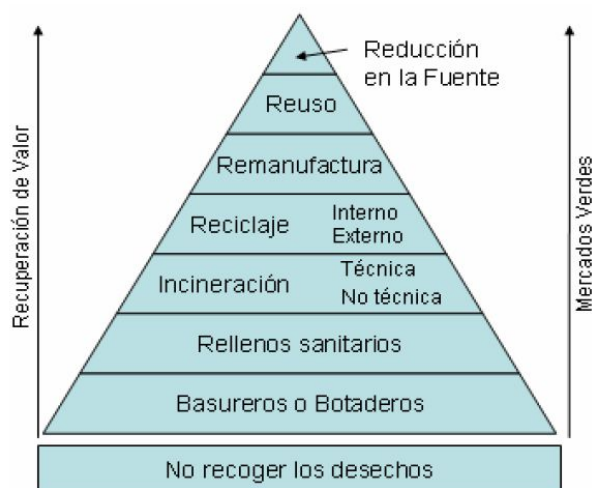 Reducción
en la Fuente
Reuso
Remanufactura
Reciclaje
Interno
Externo
Incineración
Técnica
No técnica
Rellenos sanitarios
Basureros o Botaderos
No recoger los desechos
Recuperación de Valor
Mercados Verdes